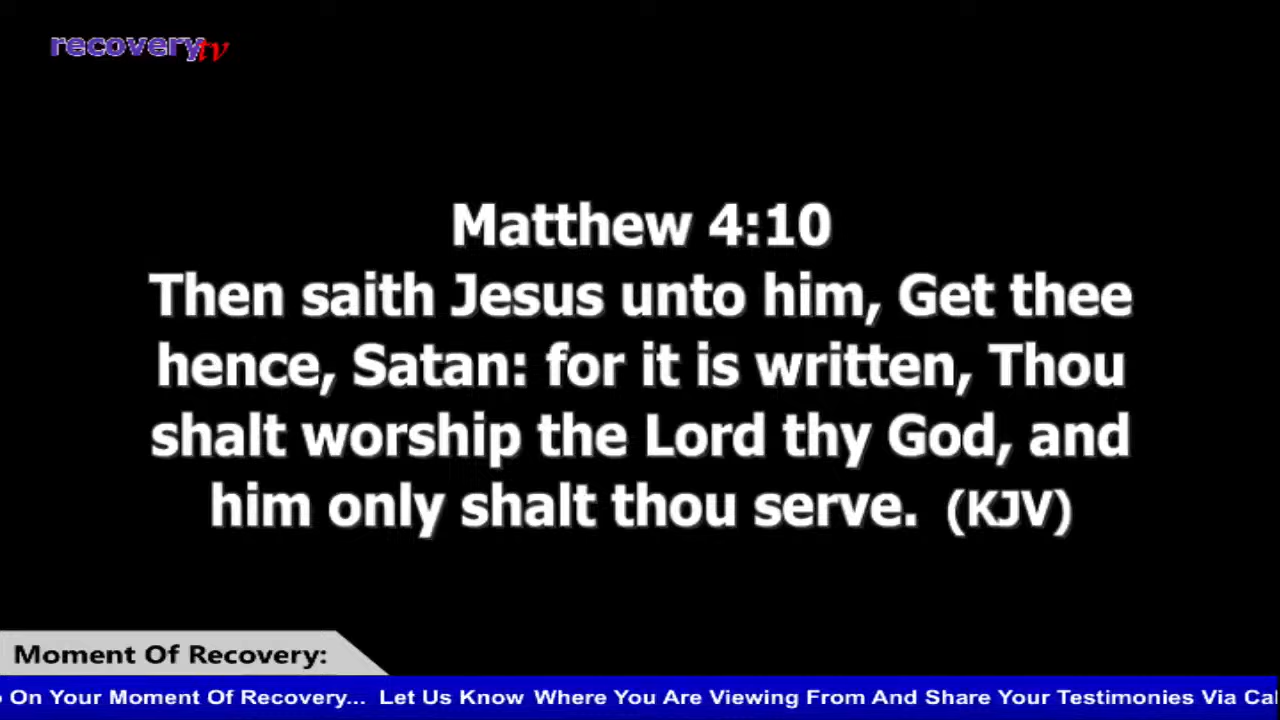 recoverytv
Matthew 4:10
Then saith Jesus unto him, Get thee
hence, Satan: for it is written, Thou
shalt worship the Lord thy God, and
him only shalt thou serve. (KJV)
Moment Of Recovery:
On Your Moment Of Recovery... Let Us Know Where You Are Viewing From And Share Your Testimonies Via